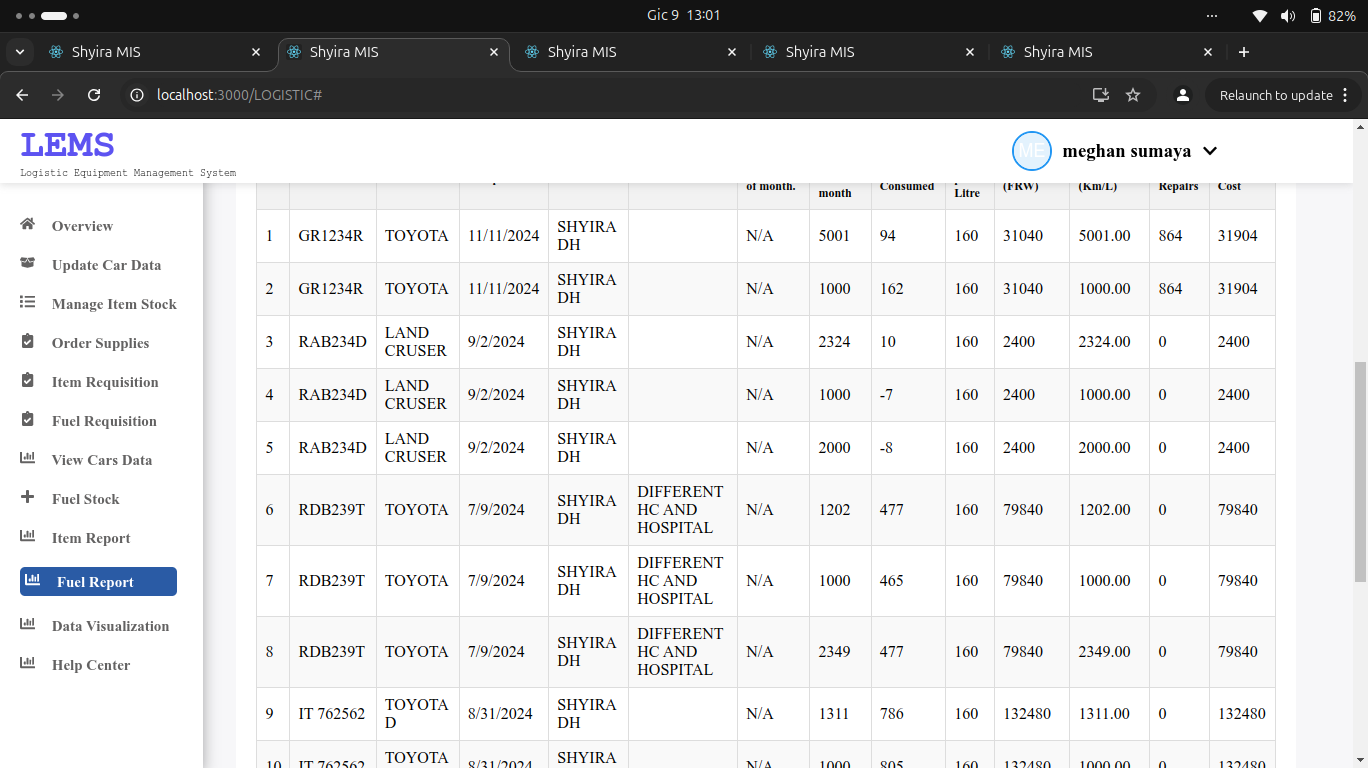 Gic 9 13:01
82%
Shyira MIS
Shyira MIS
Shyira MIS
Shyira MIS
Shyira MIS
localhost:3000/LOGISTIC#
Relaunch to update
LEMS
Logistic Equipment Management System
ME
meghan sumaya
Overview
Update Car Data
Manage Item Stock
Order Supplies
Item Requisition
Fuel Requisition
View Cars Data
Fuel Stock
Item Report
Fuel Report
Data Visualization
Help Center
of month.
month
Consumed
Litre
(FRW)
(Km/L)
Repairs
Cost
1 GR1234R TOYOTA 11/11/2024 SHYIRA DH N/A 5001 94 160 31040 5001.00 864 31904
2 GR1234R TOYOTA 11/11/2024 SHYIRA DH N/A 1000 162 160 31040 1000.00 864 31904
3 RAB234D LAND CRUSER 9/2/2024 SHYIRA DH N/A 2324 10 160 2400 2324.00 0 2400
4 RAB234D LAND CRUSER 9/2/2024 SHYIRA DH N/A 1000 -7 160 2400 1000.00 0 2400
5 RAB234D LAND CRUSER 9/2/2024 SHYIRA DH N/A 2000 -8 160 2400 2000.00 0 2400
6 RDB239T TOYOTA 7/9/2024 SHYIRA DH DIFFERENT HC AND HOSPITAL N/A 1202 477 160 79840 1202.00 0 79840
7 RDB239T TOYOTA 7/9/2024 SHYIRA DH DIFFERENT HC AND HOSPITAL N/A 1000 465 160 79840 1000.00 0 79840
8 RDB239T TOYOTA 7/9/2024 SHYIRA DH DIFFERENT HC AND HOSPITAL N/A 2349 477 160 79840 2349.00 0 79840
9 IT 762562 TOYOTA D 8/31/2024 SHYIRA DH N/A 1311 786 160 132480 1311.00 0 132480
10 IT 762562 TOYOTA 8/31/2024 SHYIRA N/A 1000 805 160 132480 1000.00 0 132480